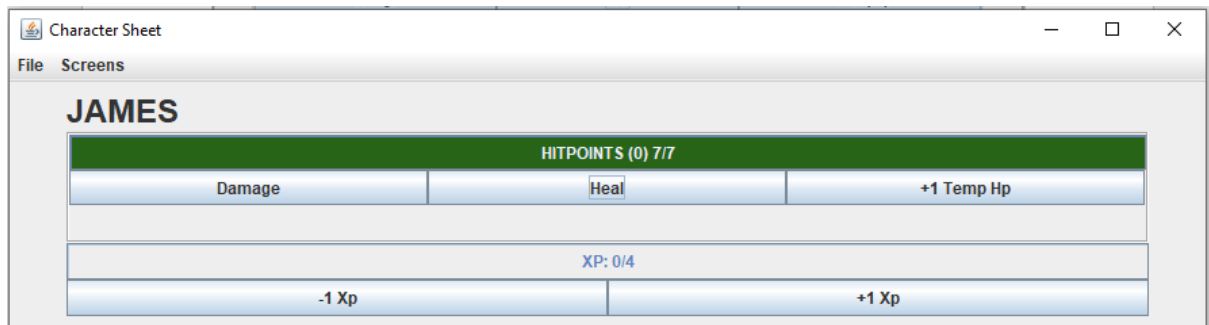 Character Sheet
File Screens
JAMES
HITPOINTS (0) 7/7
Damage Heal +1 Temp Hp
XP: 0/4
-1 Xp +1 Xp